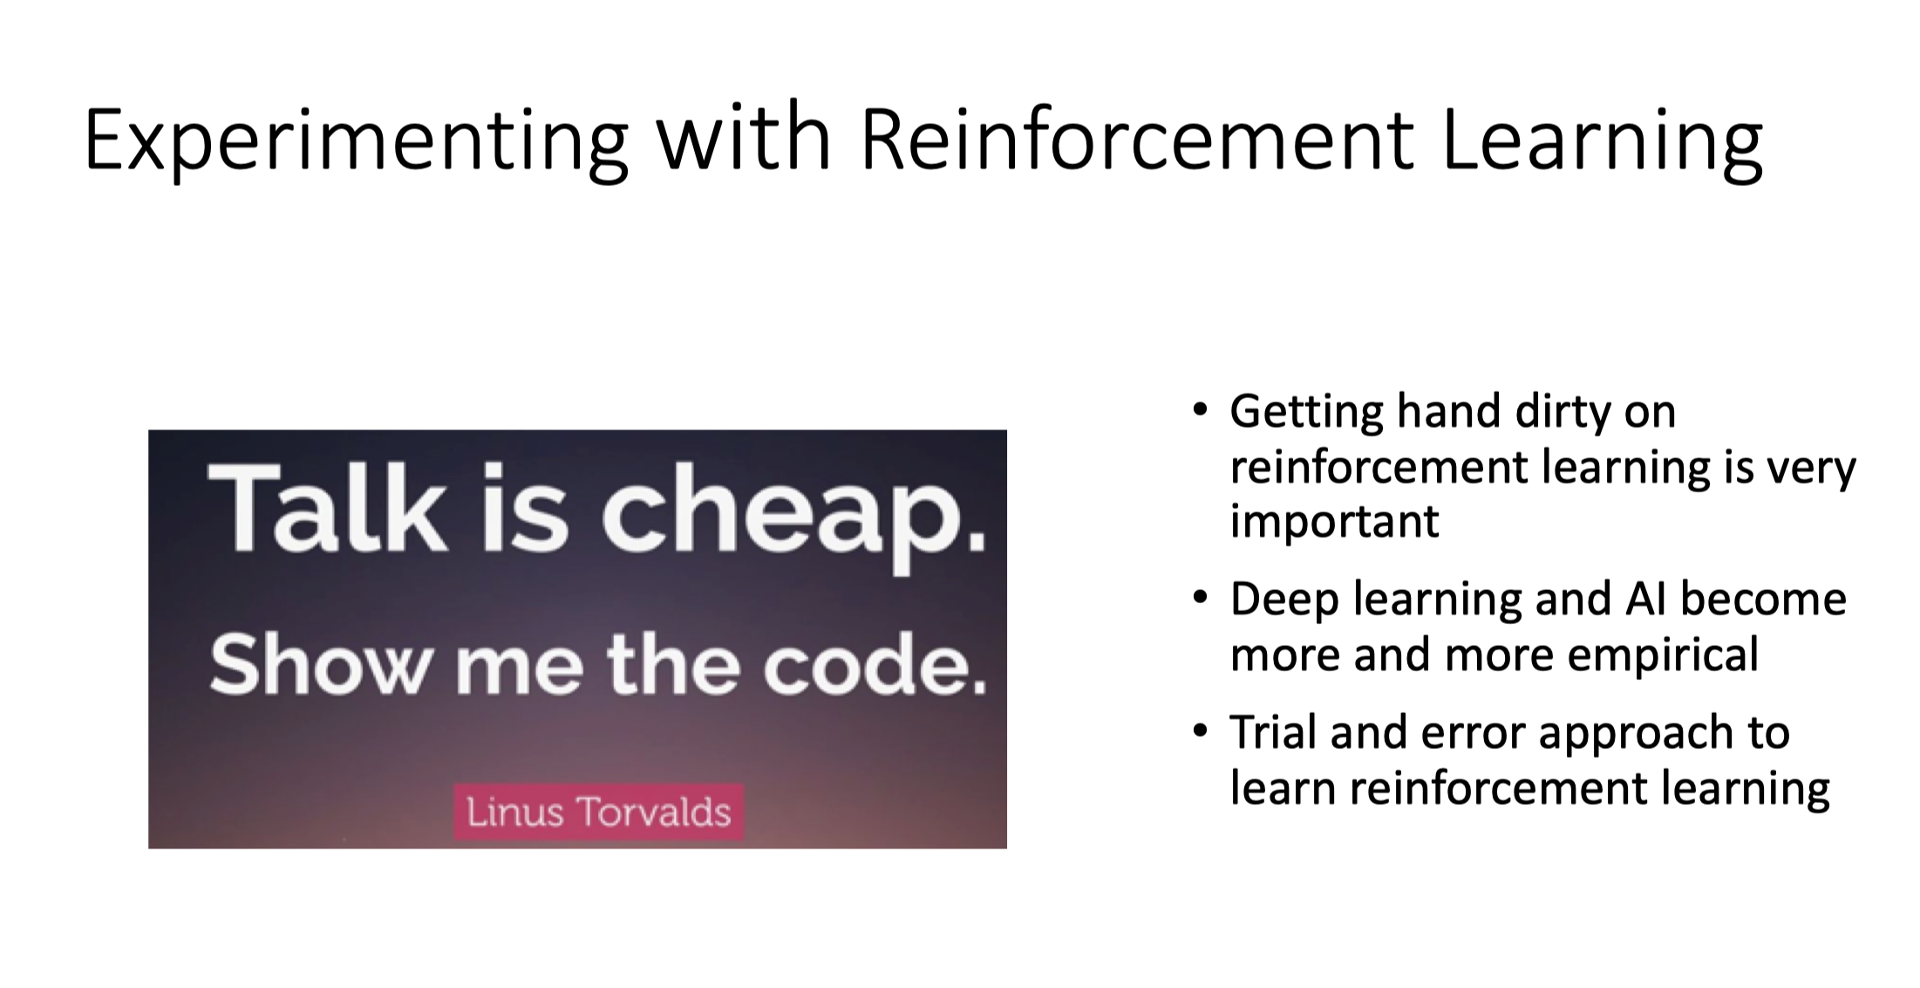 Experimenting with Reinforcement Learning
Talk is cheap.
Show me the code.
Linus Torvalds
• Getting hand dirty on
reinforcement learning is very
important
• Deep learning and AI become
more and more empirical
• Trial and error approach to
learn reinforcement learning